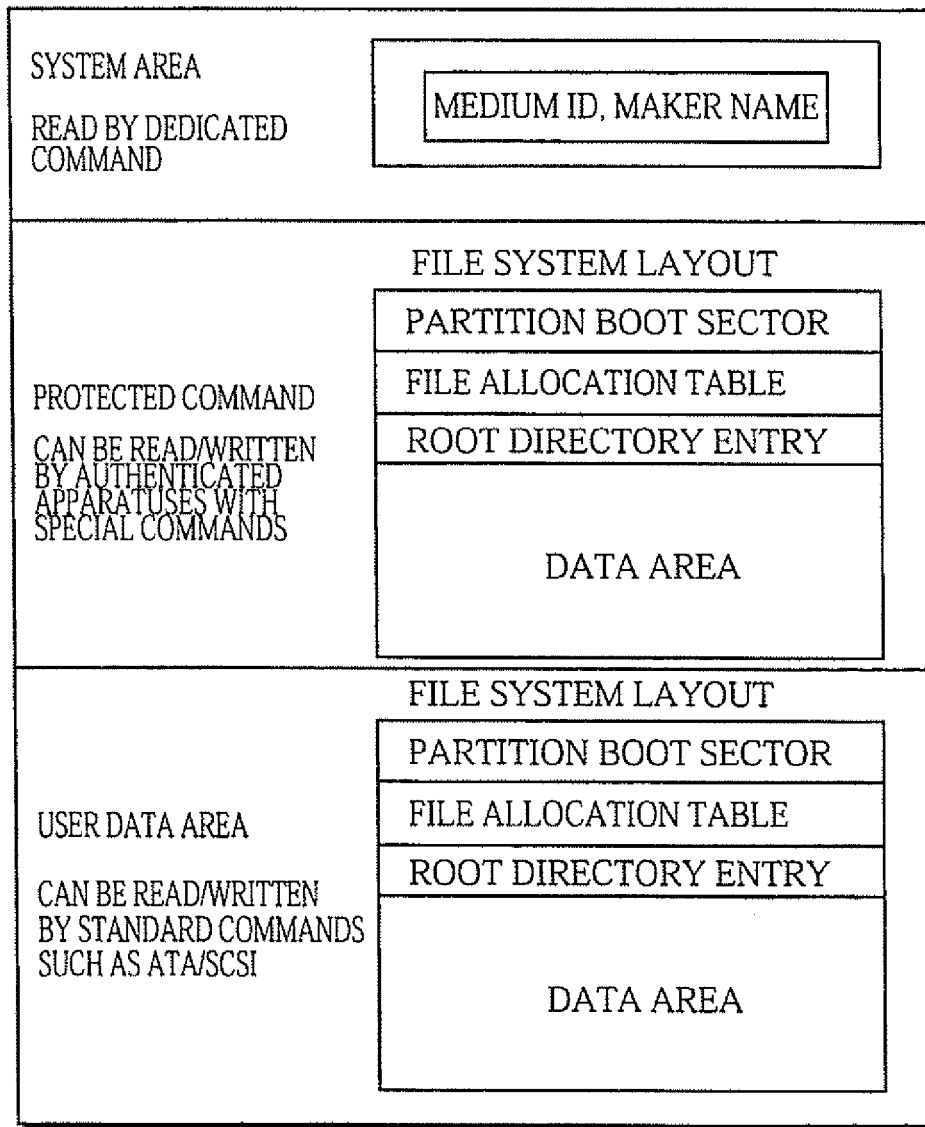 SYSTEM AREA
READ BY DEDICATED
COMMAND
MEDIUM ID, MAKER NAME
FILE SYSTEM LAYOUT
PARTITION BOOT SECTOR
FILE ALLOCATION TABLE
ROOT DIRECTORY ENTRY
DATA AREA
PROTECTED COMMAND
CAN BE READ/WRITTEN
BY AUTHENTICATED
APPARATUSES WITH
SPECIAL COMMANDS
FILE SYSTEM LAYOUT
PARTITION BOOT SECTOR
FILE ALLOCATION TABLE
ROOT DIRECTORY ENTRY
DATA AREA
USER DATA AREA
CAN BE READ/WRITTEN
BY STANDARD COMMANDS
SUCH AS ATA/SCSI